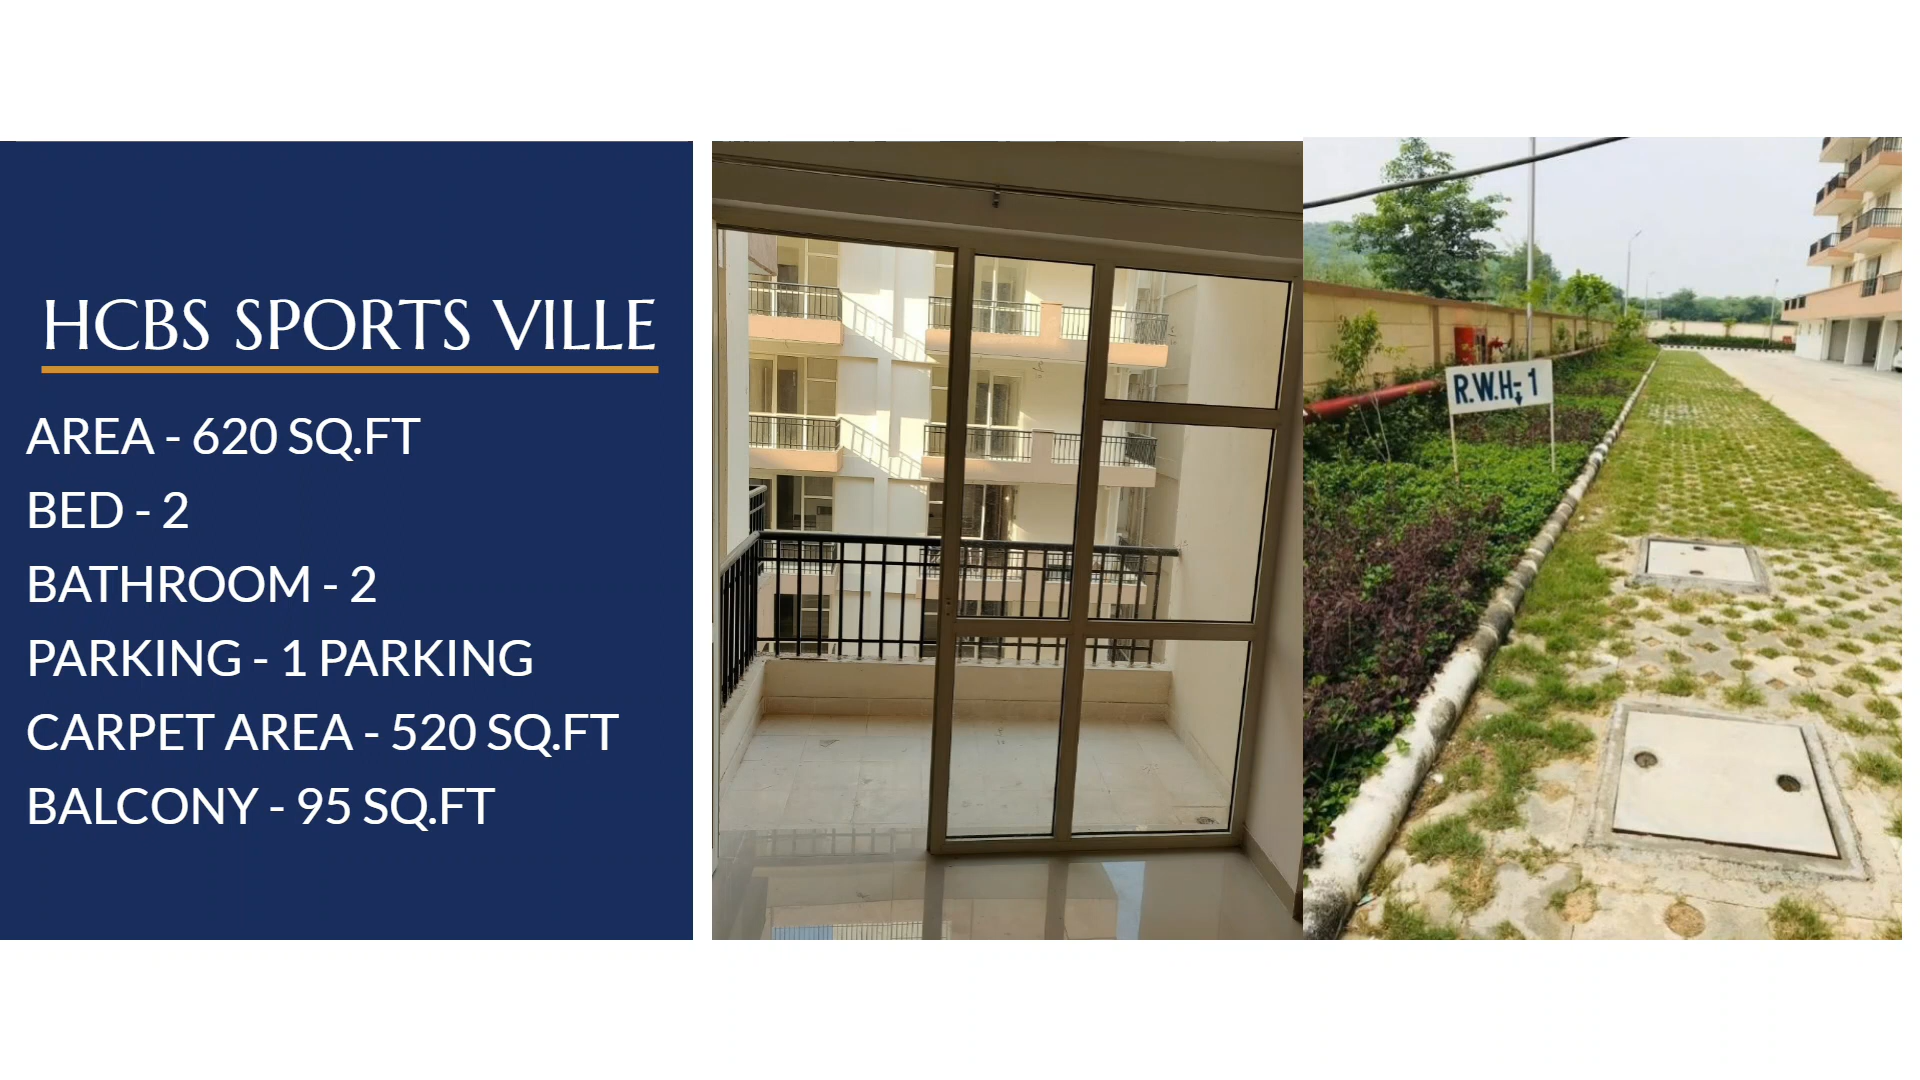 HCBS SPORTS VILLE
AREA - 620 SQ.FT
BED - 2
BATHROOM - 2
PARKING - 1 PARKING
CARPET AREA - 520 SQ.FT
BALCONY - 95 SQ.FT
R.W.H-1